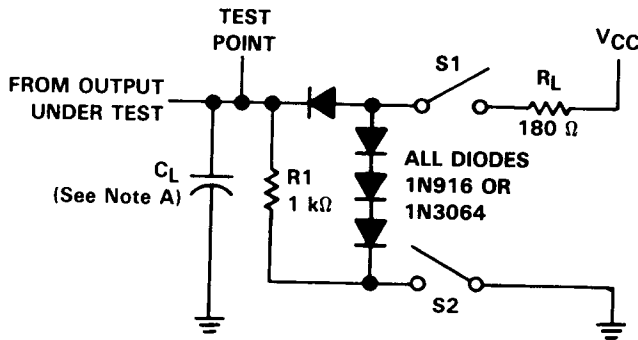 TEST
POINT
VCC
S1
FROM OUTPUT
UNDER TEST
RL
180 Ω
CL
(See Note A)
R1
1 kΩ
ALL DIODES
1N916 OR
1N3064
S2